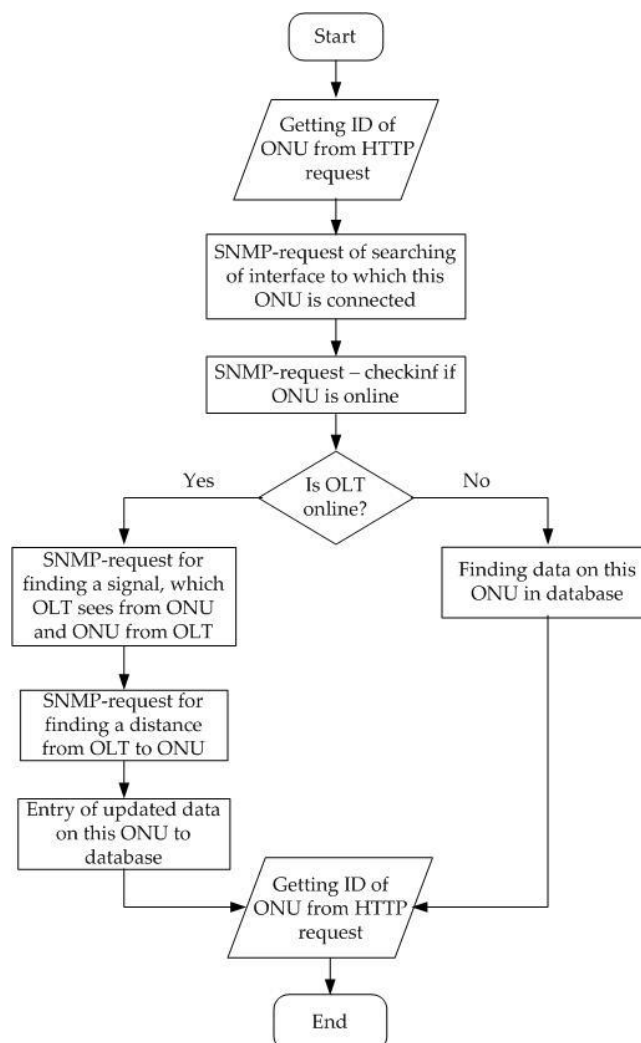 Start
Getting ID of
ONU from HTTP
request
SNMP-request of searching
of interface to which this
ONU is connected
SNMP-request – checkinf if
ONU is online
Is OLT
online?
Yes
No
SNMP-request for
finding a signal, which
OLT sees from ONU
and ONU from OLT
Finding data on this
ONU in database
SNMP-request for
finding a distance
from OLT to ONU
Entry of updated data
on this ONU to
database
Getting ID of
ONU from HTTP
request
End